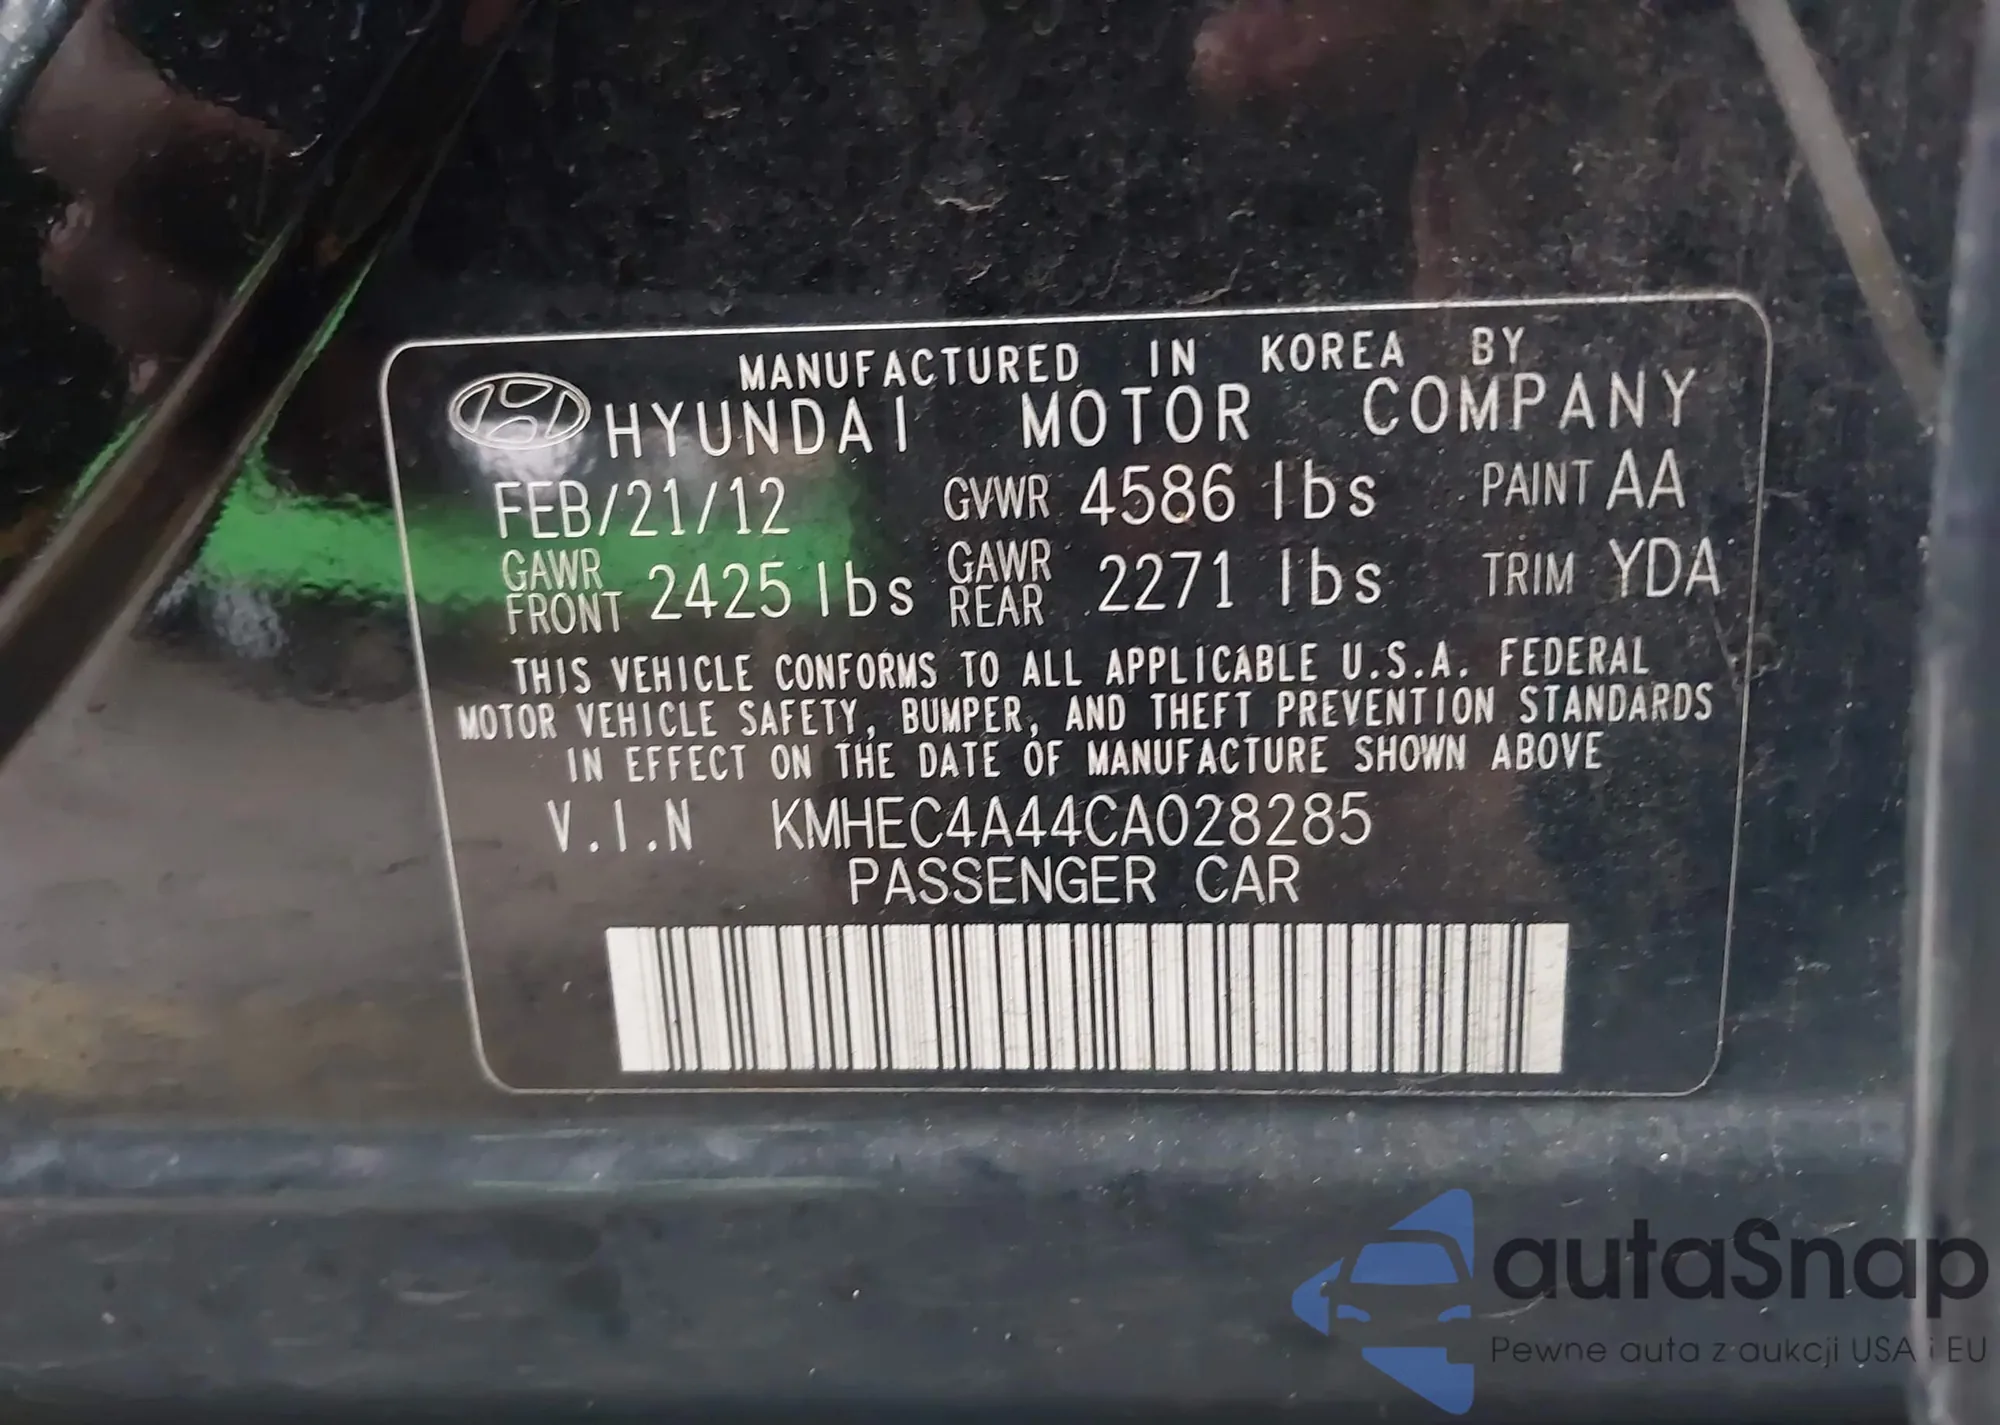 MANUFACTURED IN KOREA BY
HYUNDAI MOTOR COMPANY
FEB/21/12 GVWR 4586 lbs PAINT AA
GAWR FRONT 2425 lbs GAWR REAR 2271 lbs TRIM YDA
THIS VEHICLE CONFORMS TO ALL APPLICABLE U.S.A. FEDERAL
MOTOR VEHICLE SAFETY, BUMPER, AND THEFT PREVENTION STANDARDS
IN EFFECT ON THE DATE OF MANUFACTURE SHOWN ABOVE
V.I.N KMHEC4A44CA028285
PASSENGER CAR
autaSnap
Pewne auta z aukcji USA i EU